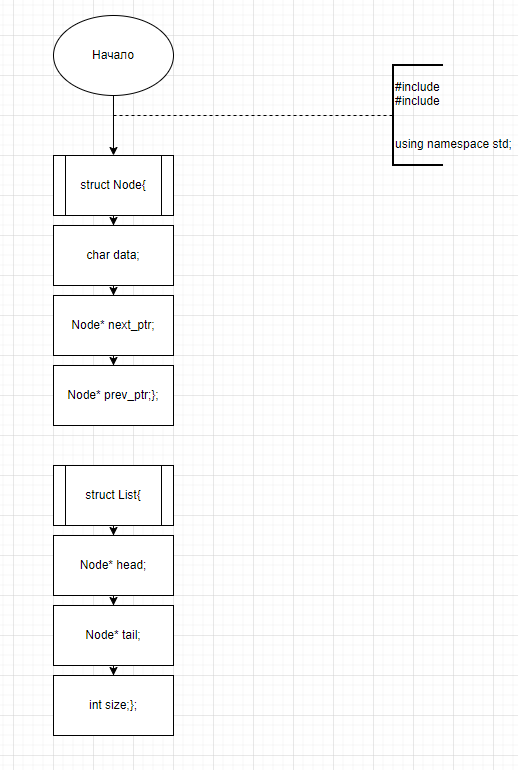 Начало
#include
#include
using namespace std;
struct Node{
char data;
Node* next_ptr;
Node* prev_ptr;};
struct List{
Node* head;
Node* tail;
int size;};